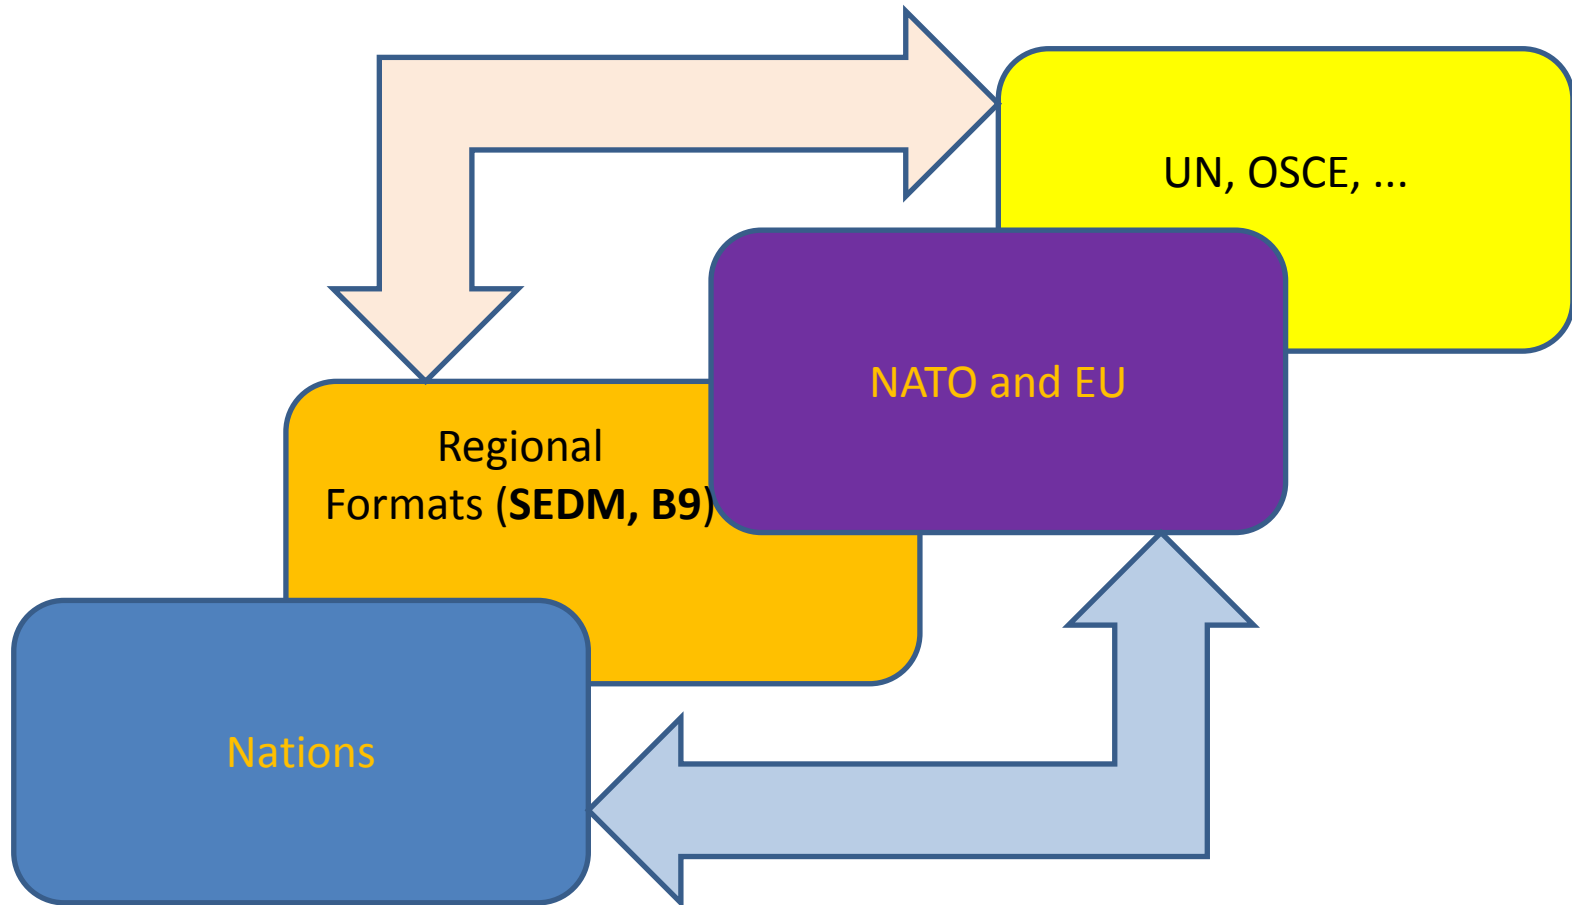 UN, OSCE, ...
NATO and EU
Regional
Formats (SEDM, B9)
Nations